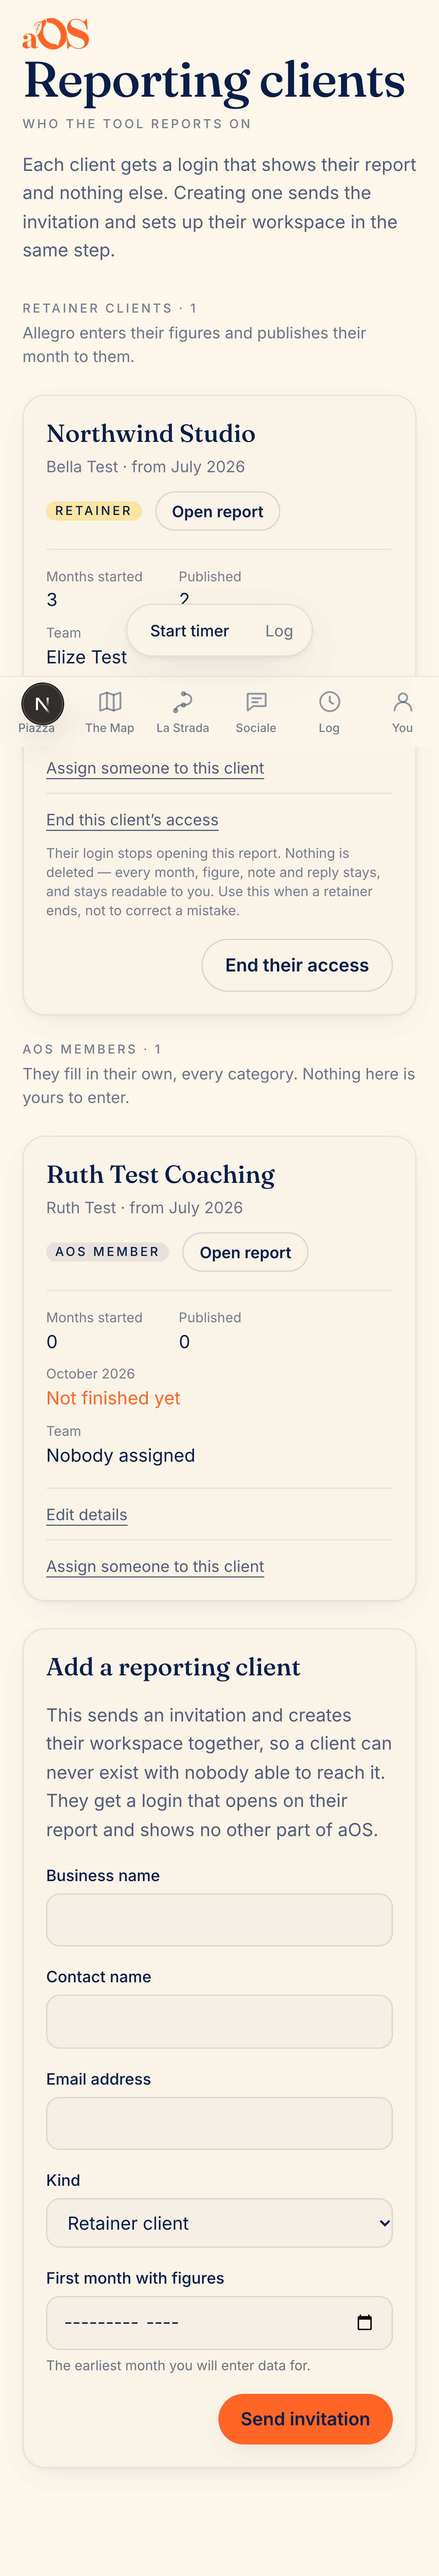 aOS
Reporting clients
WHO THE TOOL REPORTS ON
Each client gets a login that shows their report
and nothing else. Creating one sends the
invitation and sets up their workspace in the
same step.
RETAINER CLIENTS · 1
Allegro enters their figures and publishes their
month to them.
Northwind Studio
Bella Test · from July 2026
RETAINER
Open report
Months started
Published
3
2
Team
Elize Test
Start timer
Log
N
Piazza
The Map
La Strada
Sociale
Log
You
Assign someone to this client
End this client’s access
Their login stops opening this report. Nothing is
deleted — every month, figure, note and reply stays,
and stays readable to you. Use this when a retainer
ends, not to correct a mistake.
End their access
AOS MEMBERS · 1
They fill in their own, every category. Nothing here is
yours to enter.
Ruth Test Coaching
Ruth Test · from July 2026
AOS MEMBER
Open report
Months started
Published
0
0
October 2026
Not finished yet
Team
Nobody assigned
Edit details
Assign someone to this client
Add a reporting client
This sends an invitation and creates
their workspace together, so a client can
never exist with nobody able to reach it.
They get a login that opens on their
report and shows no other part of aOS.
Business name
Contact name
Email address
Kind
Retainer client
First month with figures
--------- ----
The earliest month you will enter data for.
Send invitation